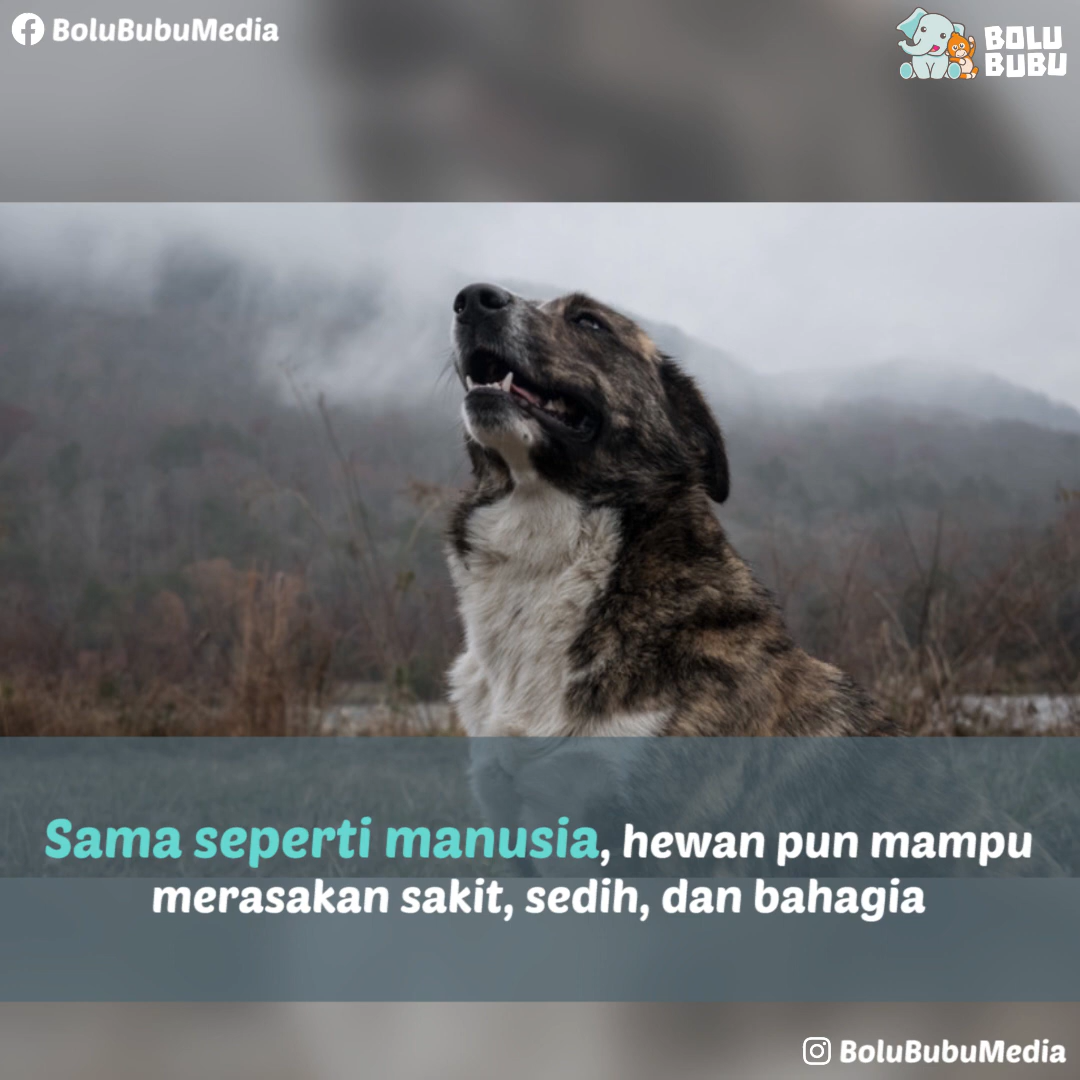 BoluBubuMedia
BOLU
BUBU
Sama seperti manusia, hewan pun mampu
merasakan sakit, sedih, dan bahagia
BoluBubuMedia